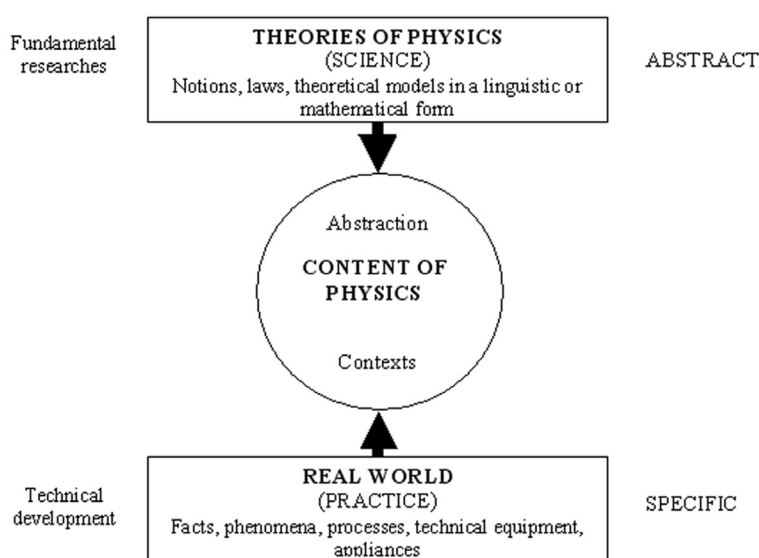 Fundamental
researches
THEORIES OF PHYSICS
(SCIENCE)
Notions, laws, theoretical models in a linguistic or
mathematical form
ABSTRACT
Abstraction
CONTENT OF
PHYSICS
Contexts
Technical
development
REAL WORLD
(PRACTICE)
Facts, phenomena, processes, technical equipment,
appliances
SPECIFIC